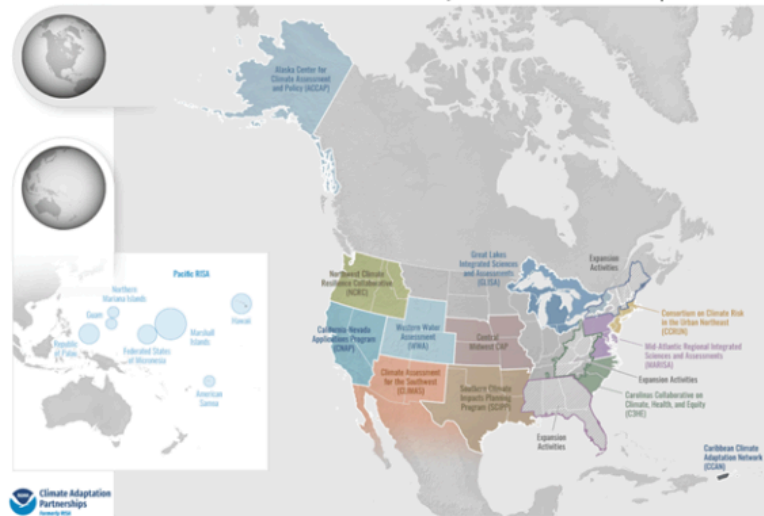 Alaska Center for
Climate Assessment
and Policy (ACCAP)
Great Lakes
Integrated Sciences
and Assessments
(GLISA)
Expansion
Activities
Northwest Climate
Resilience Collaboration
(NCRC)
California-Nevada
Applications Program
(CNAP)
Western Water
Assessment
(WWA)
Central
Midwest CAP
Consortium on Climate Risk
in the Urban Northeast
(CCRUN)
Mid-Atlantic Regional Integrated
Sciences and Assessments
(MARISA)
Expansion Activities
Climate Assessment
for the Southwest
(CLIMAS)
Southern Climate
Impacts Planning
Program (SCIPP)
Carolinas Collaborative on
Climate, Health, and Equity
(C3HE)
Expansion
Activities
Caribbean Climate
Adaptation Network
(CCAN)
Pacific RISA
Northern
Mariana Islands
Guam
Hawaii
Republic
of Palau
Marshall
Islands
Federated States
of Micronesia
American
Samoa
Climate Adaptation
Partnerships
Formerly RISA